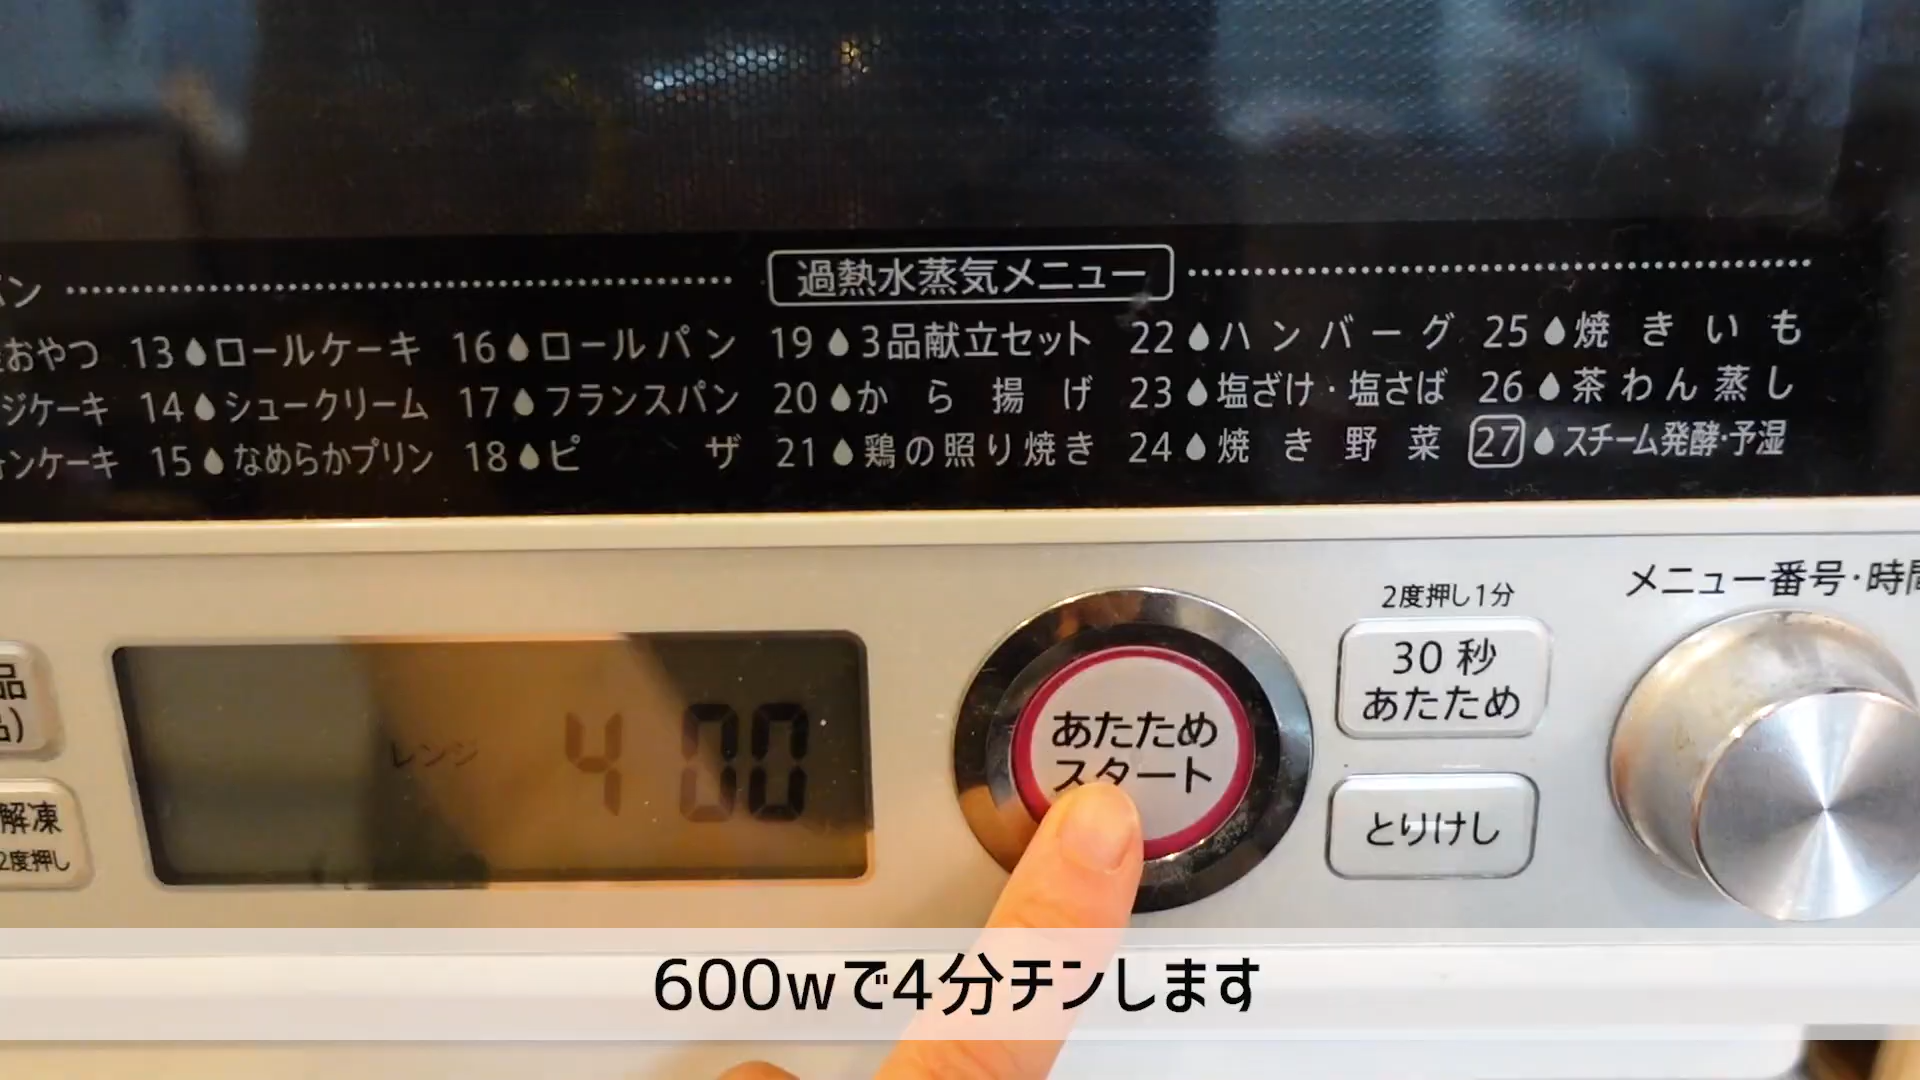 過熱水蒸気メニュー
おやつ 13 ロールケーキ 16 ロールパン 19 3品献立セット 22 ハンバーグ 25 焼きいも
ジケーキ 14 シュークリーム 17 フランスパン 20 から揚げ 23 塩ざけ・塩さば 26 茶わん蒸し
ンケーキ 15 なめらかプリン 18 ピザ 21 鶏の照り焼き 24 焼き野菜 27 スチーム発酵・予湿
2度押し1分
メニュー番号・時間
30秒
あたため
品
レンジ 4 00
あたため
スタート
とりけし
解凍
2度押し
600wで4分チンします